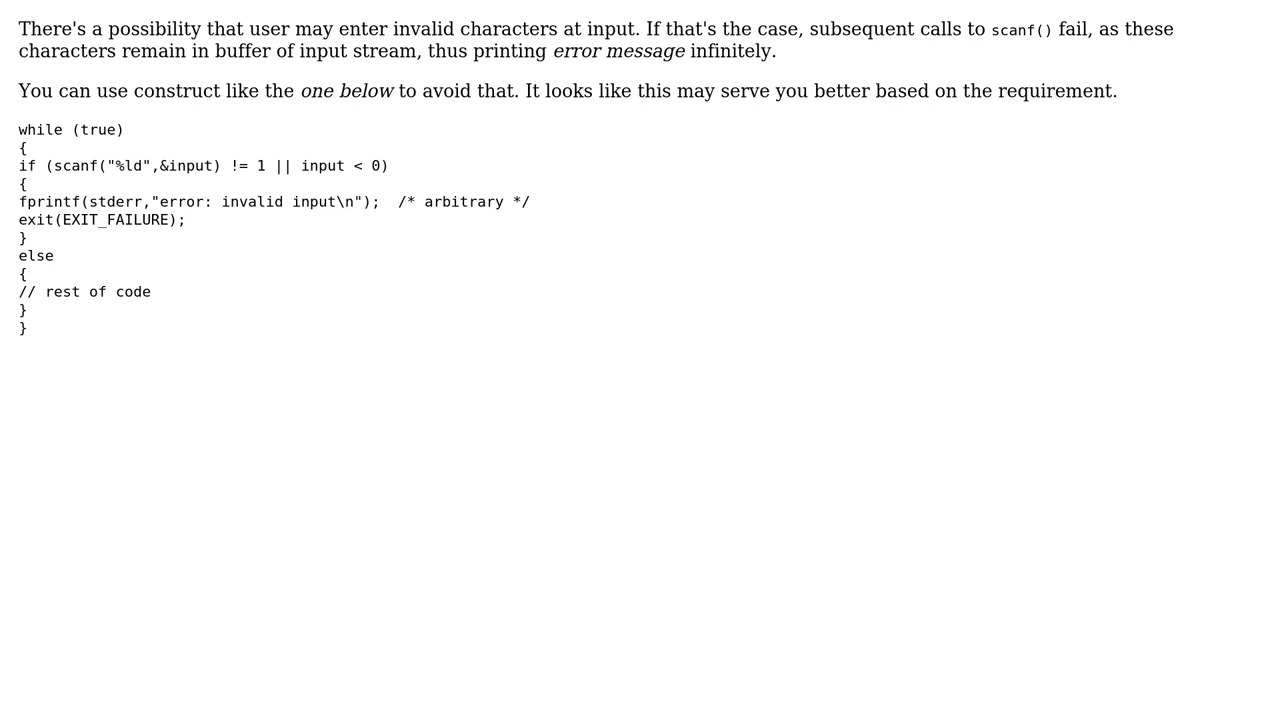 There's a possibility that user may enter invalid characters at input. If that's the case, subsequent calls to scanf() fail, as these
characters remain in buffer of input stream, thus printing error message infinitely.
You can use construct like the one below to avoid that. It looks like this may serve you better based on the requirement.
while (true)
{
if (scanf("%ld",&input) != 1 || input < 0)
{
fprintf(stderr,"error: invalid input\n");  /* arbitrary */
exit(EXIT_FAILURE);
}
else
{
// rest of code
}
}